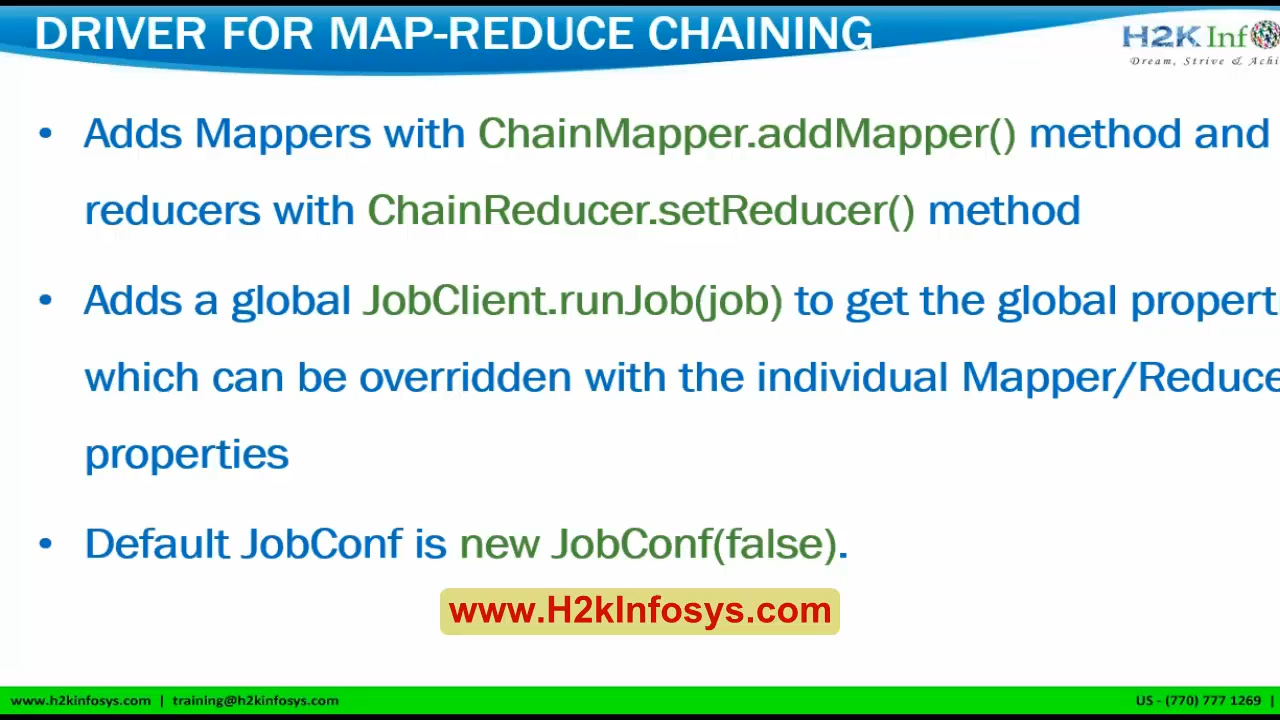 DRIVER FOR MAP-REDUCE CHAINING
H2K Inf
Dream, Strive & Achi
• Adds Mappers with ChainMapper.addMapper() method and
reducers with ChainReducer.setReducer() method
• Adds a global JobClient.runJob(job) to get the global propert
which can be overridden with the individual Mapper/Reduce
properties
• Default JobConf is new JobConf(false).
www.H2kInfosys.com
www.h2kinfosys.com | training@h2kinfosys.com
US - (770) 777 1269 |